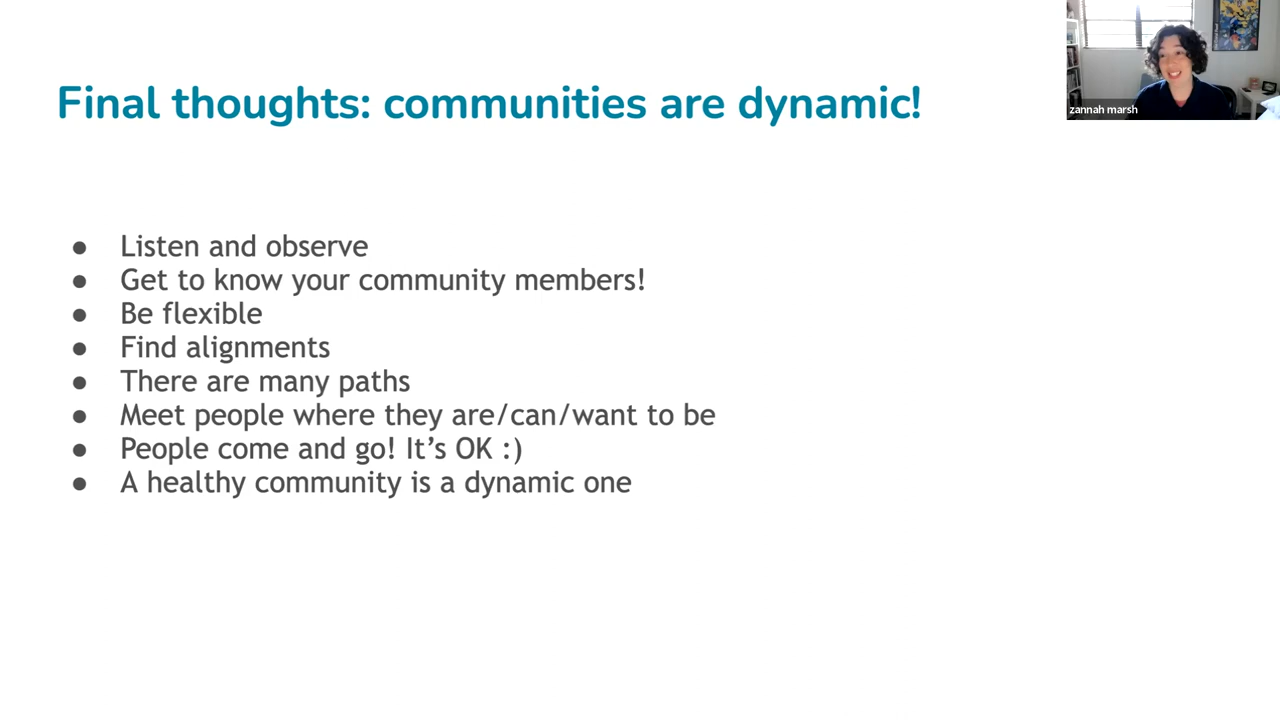 Final thoughts: communities are dynamic!
zannah marsh
● Listen and observe
● Get to know your community members!
● Be flexible
● Find alignments
● There are many paths
● Meet people where they are/can/want to be
● People come and go! It’s OK :)
● A healthy community is a dynamic one